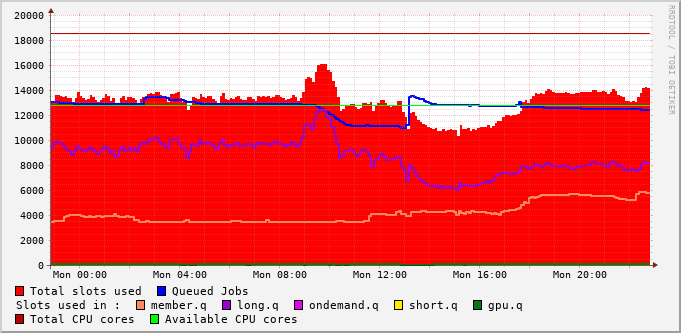 RRDTOOL / TOBI OETIKER
20000
18000
16000
14000
12000
10000
8000
6000
4000
2000
0
Mon 00:00 Mon 04:00 Mon 08:00 Mon 12:00 Mon 16:00 Mon 20:00
Total slots used Queued Jobs
Slots used in : member.q long.q ondemand.q short.q gpu.q
Total CPU cores Available CPU cores